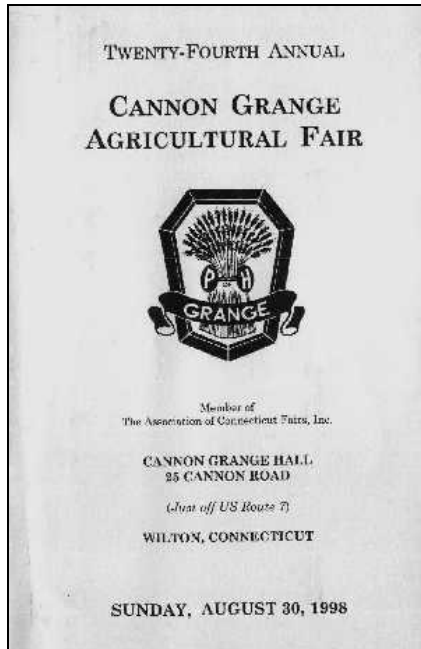 TWENTY-FOURTH ANNUAL
CANNON GRANGE
AGRICULTURAL FAIR
P OF H
GRANGE
Member of
The Association of Connecticut Fairs, Inc.
CANNON GRANGE HALL
25 CANNON ROAD
(Just off US Route 7)
WILTON, CONNECTICUT
SUNDAY, AUGUST 30, 1998